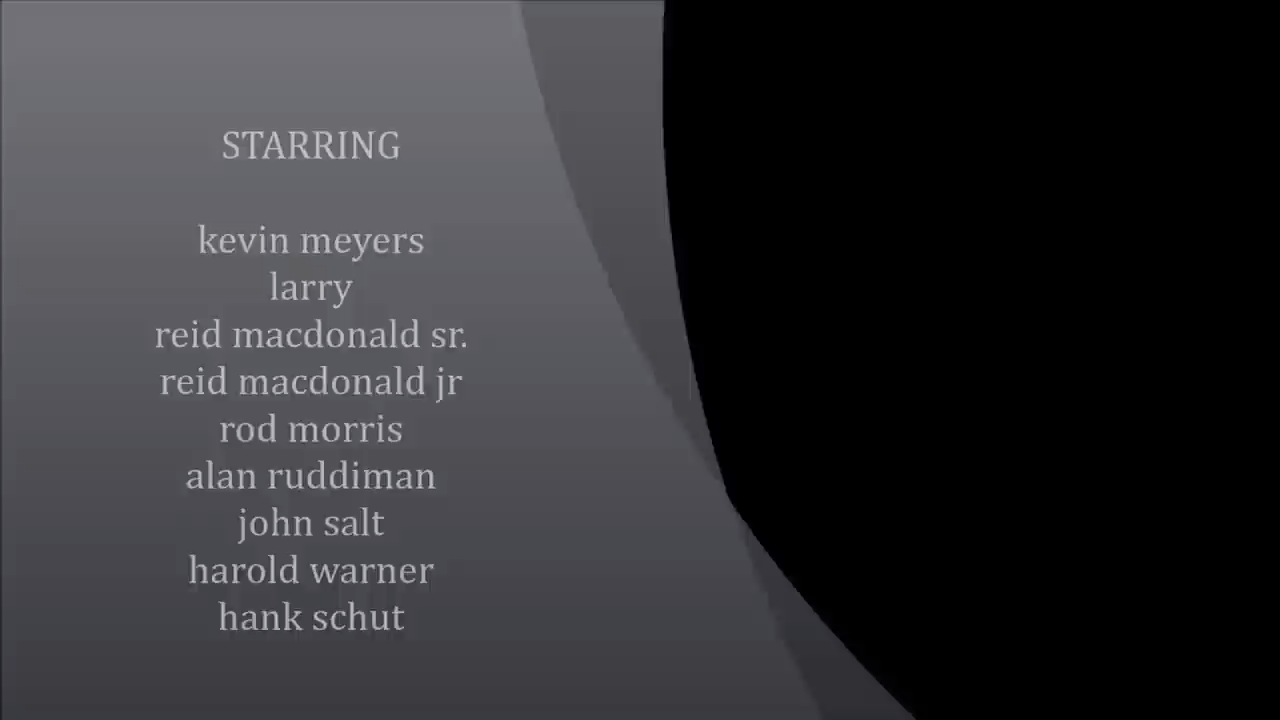 STARRING
kevin meyers
larry
reid macdonald sr.
reid macdonald jr
rod morris
alan ruddiman
john salt
harold warner
hank schut